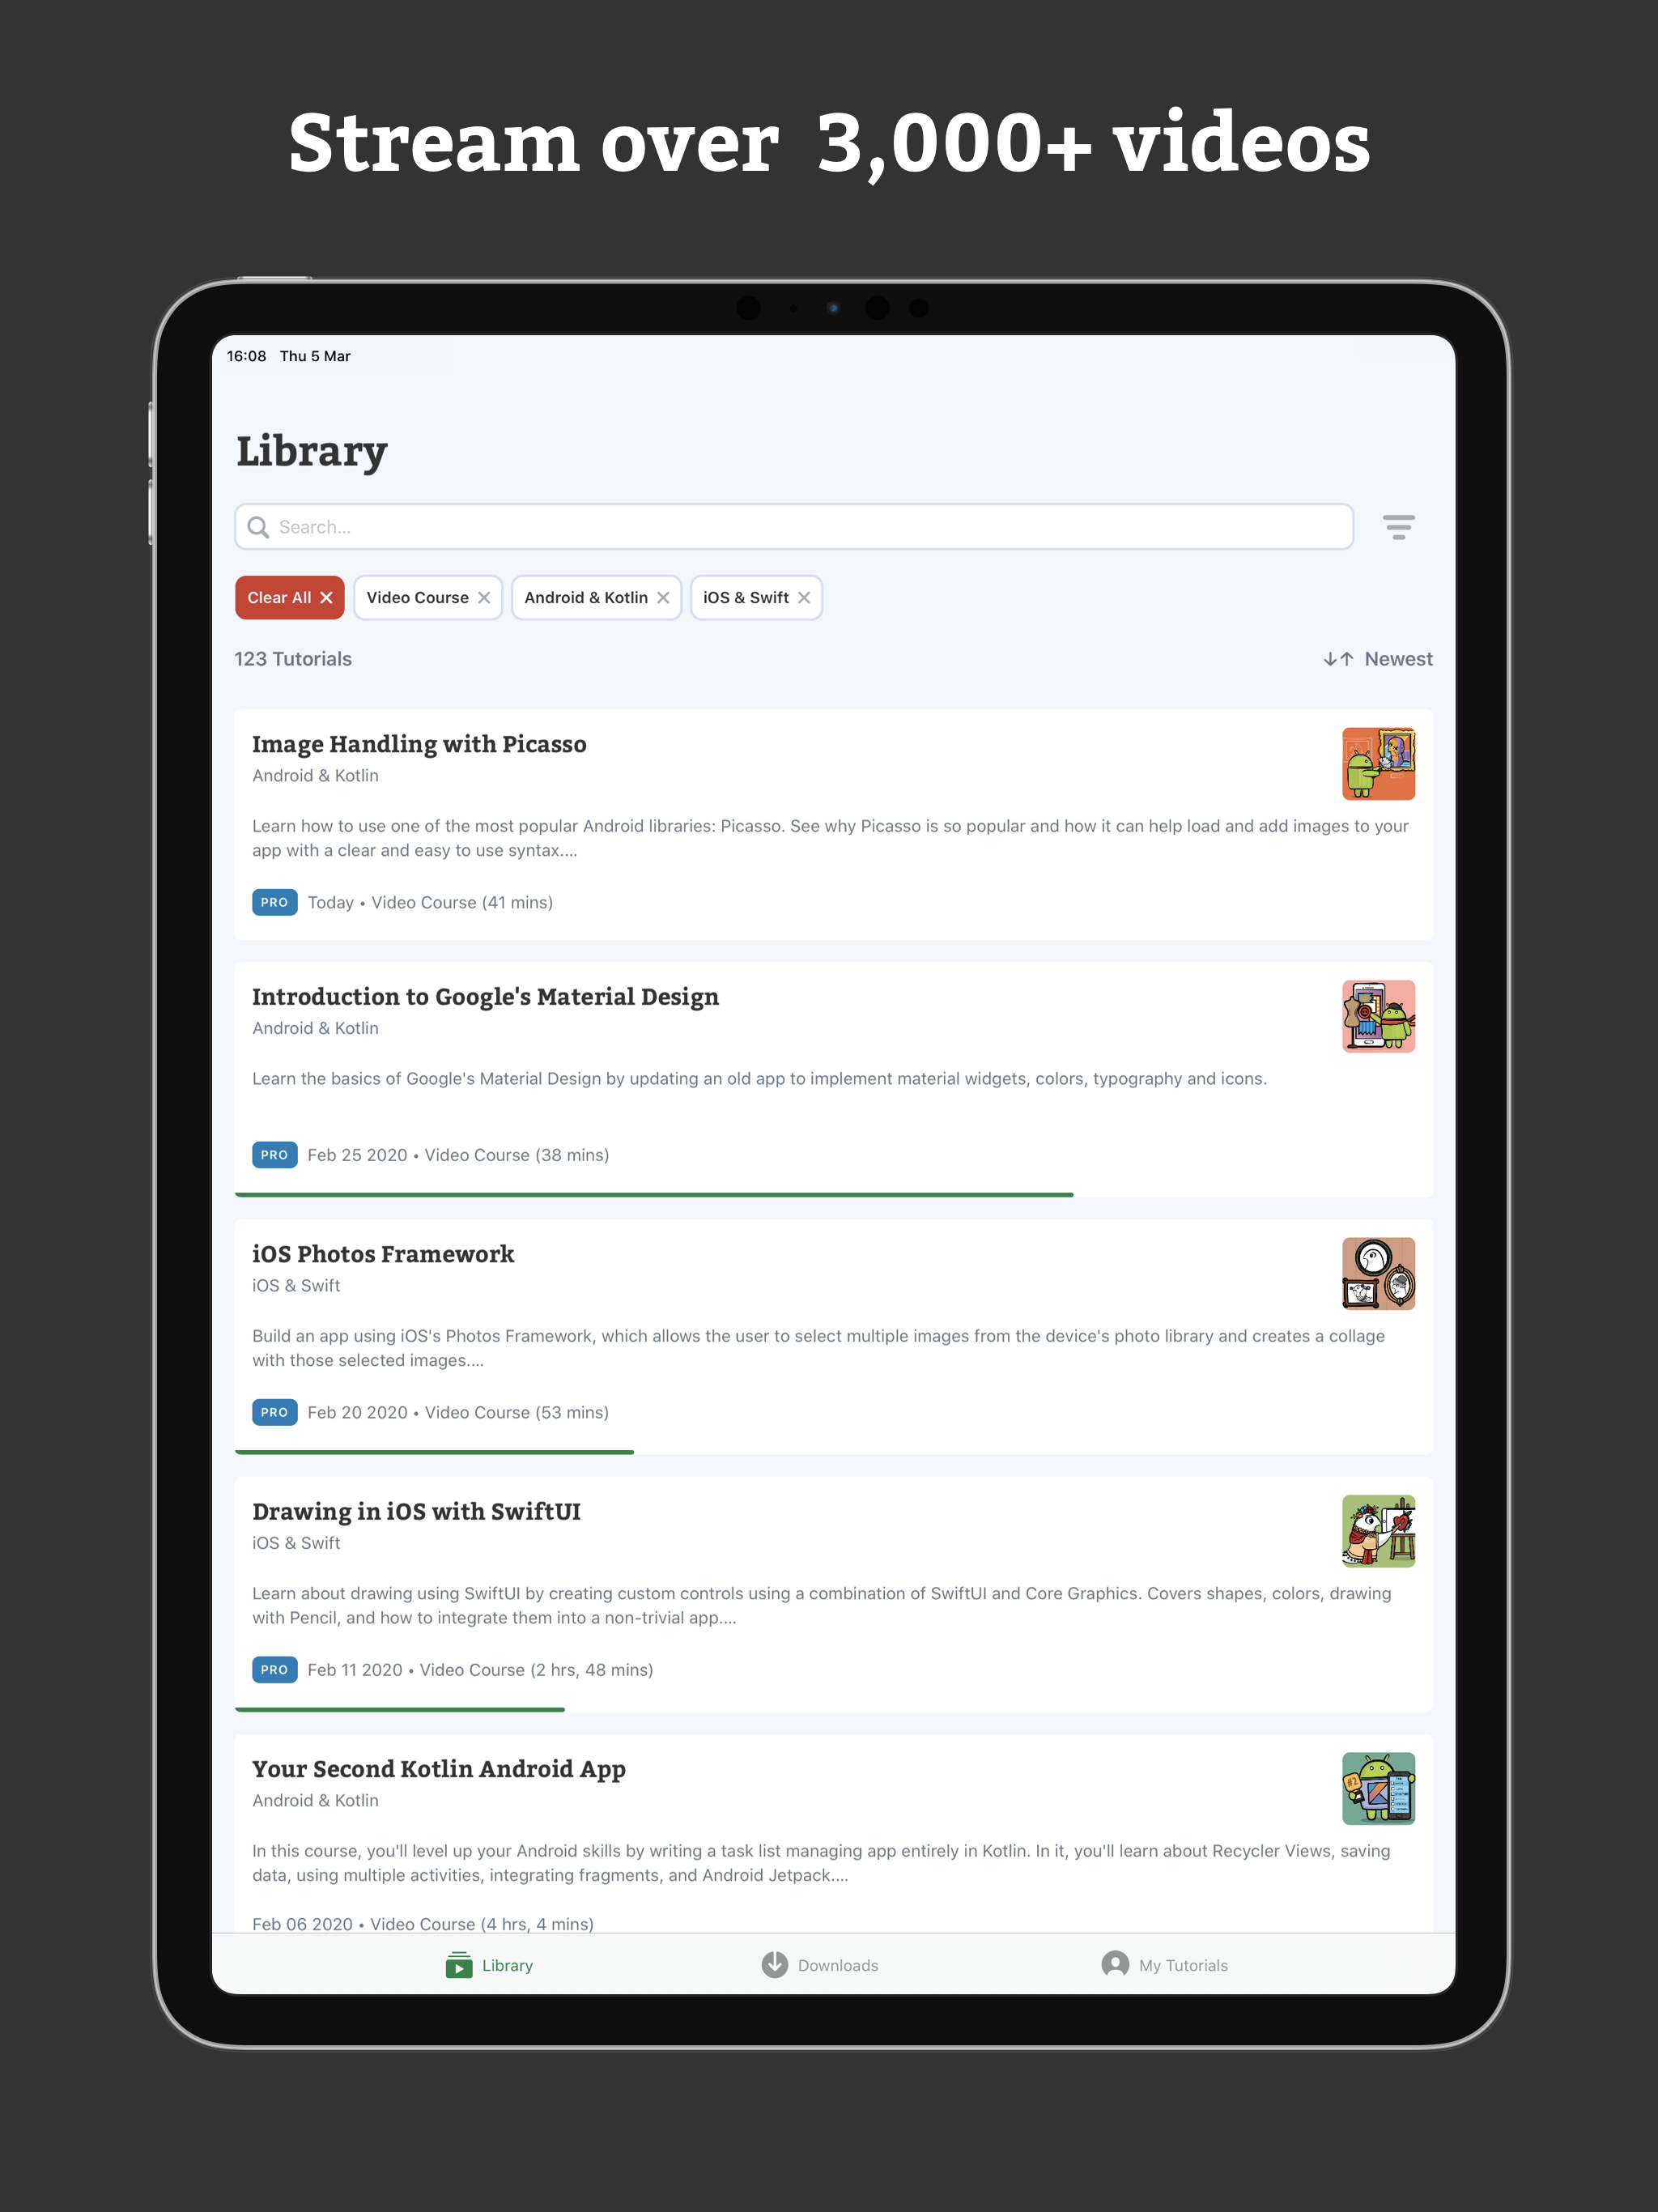 Stream over 3,000+ videos
16:08 Thu 5 Mar
Library
Search...
Clear All
Video Course
Android & Kotlin
iOS & Swift
123 Tutorials
Newest
Image Handling with Picasso
Android & Kotlin
Learn how to use one of the most popular Android libraries: Picasso. See why Picasso is so popular and how it can help load and add images to your
app with a clear and easy to use syntax....
PRO Today • Video Course (41 mins)
Introduction to Google's Material Design
Android & Kotlin
Learn the basics of Google's Material Design by updating an old app to implement material widgets, colors, typography and icons.
PRO Feb 25 2020 • Video Course (38 mins)
iOS Photos Framework
iOS & Swift
Build an app using iOS's Photos Framework, which allows the user to select multiple images from the device's photo library and creates a collage
with those selected images....
PRO Feb 20 2020 • Video Course (53 mins)
Drawing in iOS with SwiftUI
iOS & Swift
Learn about drawing using SwiftUI by creating custom controls using a combination of SwiftUI and Core Graphics. Covers shapes, colors, drawing
with Pencil, and how to integrate them into a non-trivial app....
PRO Feb 11 2020 • Video Course (2 hrs, 48 mins)
Your Second Kotlin Android App
Android & Kotlin
#2
In this course, you'll level up your Android skills by writing a task list managing app entirely in Kotlin. In it, you'll learn about Recycler Views, saving
data, using multiple activities, integrating fragments, and Android Jetpack....
Feb 06 2020 • Video Course (4 hrs, 4 mins)
Library
Downloads
My Tutorials